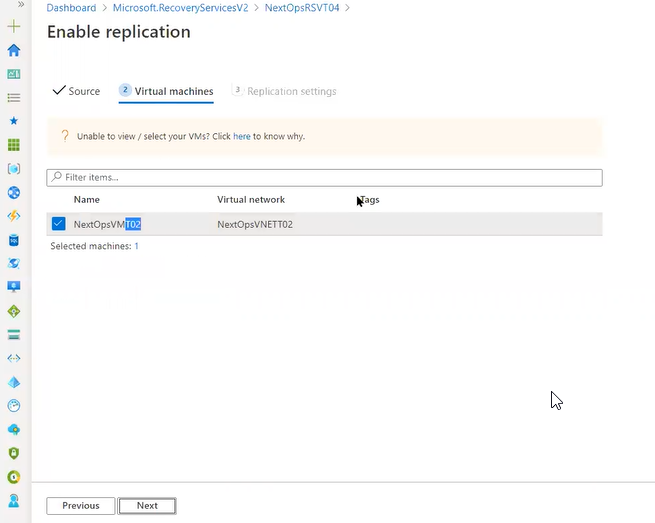 Dashboard > Microsoft.RecoveryServicesV2 > NextOpsRSVT04 >
Enable replication
Source 2 Virtual machines 3 Replication settings
? Unable to view / select your VMs? Click here to know why.
Filter items...
Name Virtual network Tags
NextOpsVMT02 NextOpsVNETT02
Selected machines: 1
Previous Next